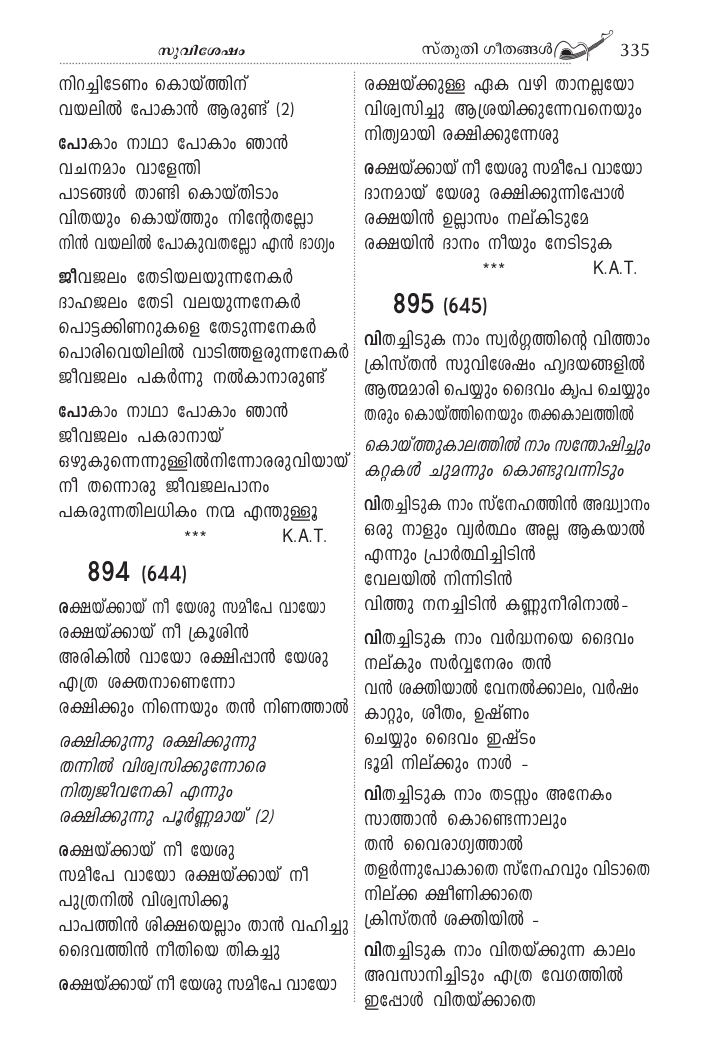 സുവിശേഷം
സ്തുതി ഗീതങ്ങൾ 335
നിറച്ചിടേണം കൊയ്ത്തിന്
വയലിൽ പോകാൻ ആരുണ്ട് (2)
പോകാം നാഥാ പോകാം ഞാൻ
വചനമാം വാളേന്തി
പാടങ്ങൾ താണ്ടി കൊയ്തിടാം
വിതയും കൊയ്ത്തും നിന്റേതല്ലോ
നിൻ വയലിൽ പോകുവതല്ലോ എൻ ഭാഗ്യം
ജീവജലം തേടിയലയുന്നനേകർ
ദാഹജലം തേടി വലയുന്നനേകർ
പൊട്ടക്കിണറുകളെ തേടുന്നനേകർ
പൊരിവെയിലിൽ വാടിത്തളരുന്നനേകർ
ജീവജലം പകർന്നു നൽകാനാരുണ്ട്
പോകാം നാഥാ പോകാം ഞാൻ
ജീവജലം പകരാനായ്
ഒഴുകുന്നെന്നുള്ളിൽനിന്നോരരുവിയായ്
നീ തന്നൊരു ജീവജലപാനം
പകരുന്നതിലധികം നന്മ എന്തുള്ളൂ
*** K.A.T.
894 (644)
രക്ഷയ്ക്കായ് നീ യേശു സമീപേ വായോ
രക്ഷയ്ക്കായ് നീ ക്രൂശിൻ
അരികിൽ വായോ രക്ഷിപ്പാൻ യേശു
എത്ര ശക്തനാണെന്നോ
രക്ഷിക്കും നിന്നെയും തൻ നിണത്താൽ
രക്ഷിക്കുന്നു രക്ഷിക്കുന്നു
തന്നിൽ വിശ്വസിക്കുന്നോരെ
നിത്യജീവനേകി എന്നും
രക്ഷിക്കുന്നു പൂർണ്ണമായ് (2)
രക്ഷയ്ക്കായ് നീ യേശു
സമീപേ വായോ രക്ഷയ്ക്കായ് നീ
പുത്രനിൽ വിശ്വസിക്കൂ
പാപത്തിൻ ശിക്ഷയെല്ലാം താൻ വഹിച്ചു
ദൈവത്തിൻ നീതിയെ തികച്ചു
രക്ഷയ്ക്കായ് നീ യേശു സമീപേ വായോ
രക്ഷയ്ക്കുള്ള ഏക വഴി താനല്ലയോ
വിശ്വസിച്ചു ആശ്രയിക്കുന്നേവനെയും
നിത്യമായി രക്ഷിക്കുന്നേശു
രക്ഷയ്ക്കായ് നീ യേശു സമീപേ വായോ
ദാനമായ് യേശു രക്ഷിക്കുന്നിപ്പോൾ
രക്ഷയിൻ ഉല്ലാസം നല്കിടുമേ
രക്ഷയിൻ ദാനം നീയും നേടിടുക
*** K.A.T.
895 (645)
വിതച്ചിടുക നാം സ്വർഗ്ഗത്തിന്റെ വിത്താം
ക്രിസ്തൻ സുവിശേഷം ഹൃദയങ്ങളിൽ
ആത്മമാരി പെയ്യും ദൈവം കൃപ ചെയ്യും
തരും കൊയ്ത്തിനെയും തക്കകാലത്തിൽ
കൊയ്ത്തുകാലത്തിൽ നാം സന്തോഷിച്ചും
കറ്റകൾ ചുമന്നും കൊണ്ടുവന്നിടും
വിതച്ചിടുക നാം സ്നേഹത്തിൻ അദ്ധ്വാനം
ഒരു നാളും വ്യർത്ഥം അല്ല ആകയാൽ
എന്നും പ്രാർത്ഥിച്ചിടിൻ
വേലയിൽ നിന്നിടിൻ
വിത്തു നനച്ചിടിൻ കണ്ണുനീരിനാൽ-
വിതച്ചിടുക നാം വർദ്ധനയെ ദൈവം
നല്കും സർവ്വനേരം തൻ
വൻ ശക്തിയാൽ വേനൽക്കാലം, വർഷം
കാറ്റും, ശീതം, ഉഷ്ണം
ചെയ്യും ദൈവം ഇഷ്ടം
ഭൂമി നില്ക്കും നാൾ -
വിതച്ചിടുക നാം തടസ്സം അനേകം
സാത്താൻ കൊണ്ടെന്നാലും
തൻ വൈരാഗ്യത്താൽ
തളർന്നുപോകാതെ സ്നേഹവും വിടാതെ
നില്ക്ക ക്ഷീണിക്കാതെ
ക്രിസ്തൻ ശക്തിയിൽ -
വിതച്ചിടുക നാം വിതയ്ക്കുന്ന കാലം
അവസാനിച്ചിടും എത്ര വേഗത്തിൽ
ഇപ്പോൾ വിതയ്ക്കാതെ